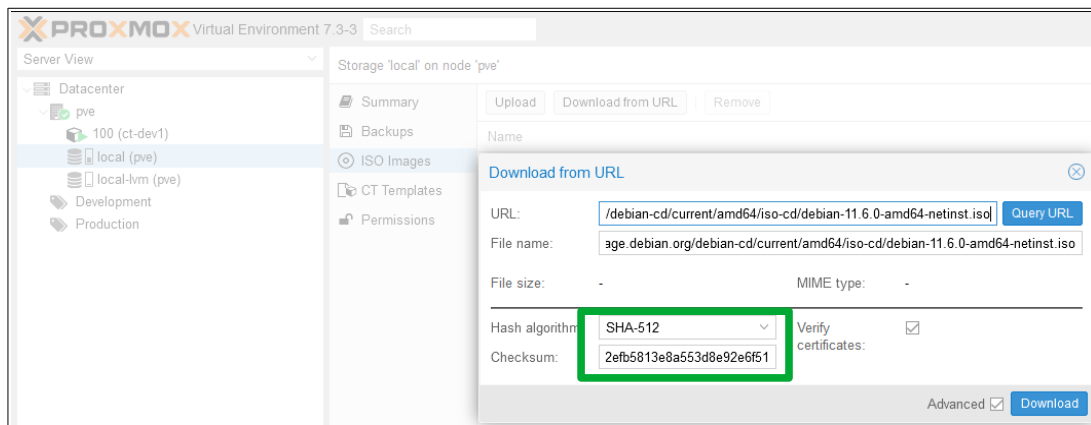 PROXMOX Virtual Environment 7.3-3 Search
Server View
Datacenter
pve
100 (ct-dev1)
local (pve)
local-lvm (pve)
Development
Production
Storage 'local' on node 'pve'
Summary
Backups
ISO Images
CT Templates
Permissions
Upload Download from URL Remove
Name
Download from URL
URL: /debian-cd/current/amd64/iso-cd/debian-11.6.0-amd64-netinst.iso Query URL
File name: age.debian.org/debian-cd/current/amd64/iso-cd/debian-11.6.0-amd64-netinst.iso
File size: - MIME type: -
Hash algorithm SHA-512 Verify
certificates:
Checksum: 2efb5813e8a553d8e92e6f51
Advanced Download